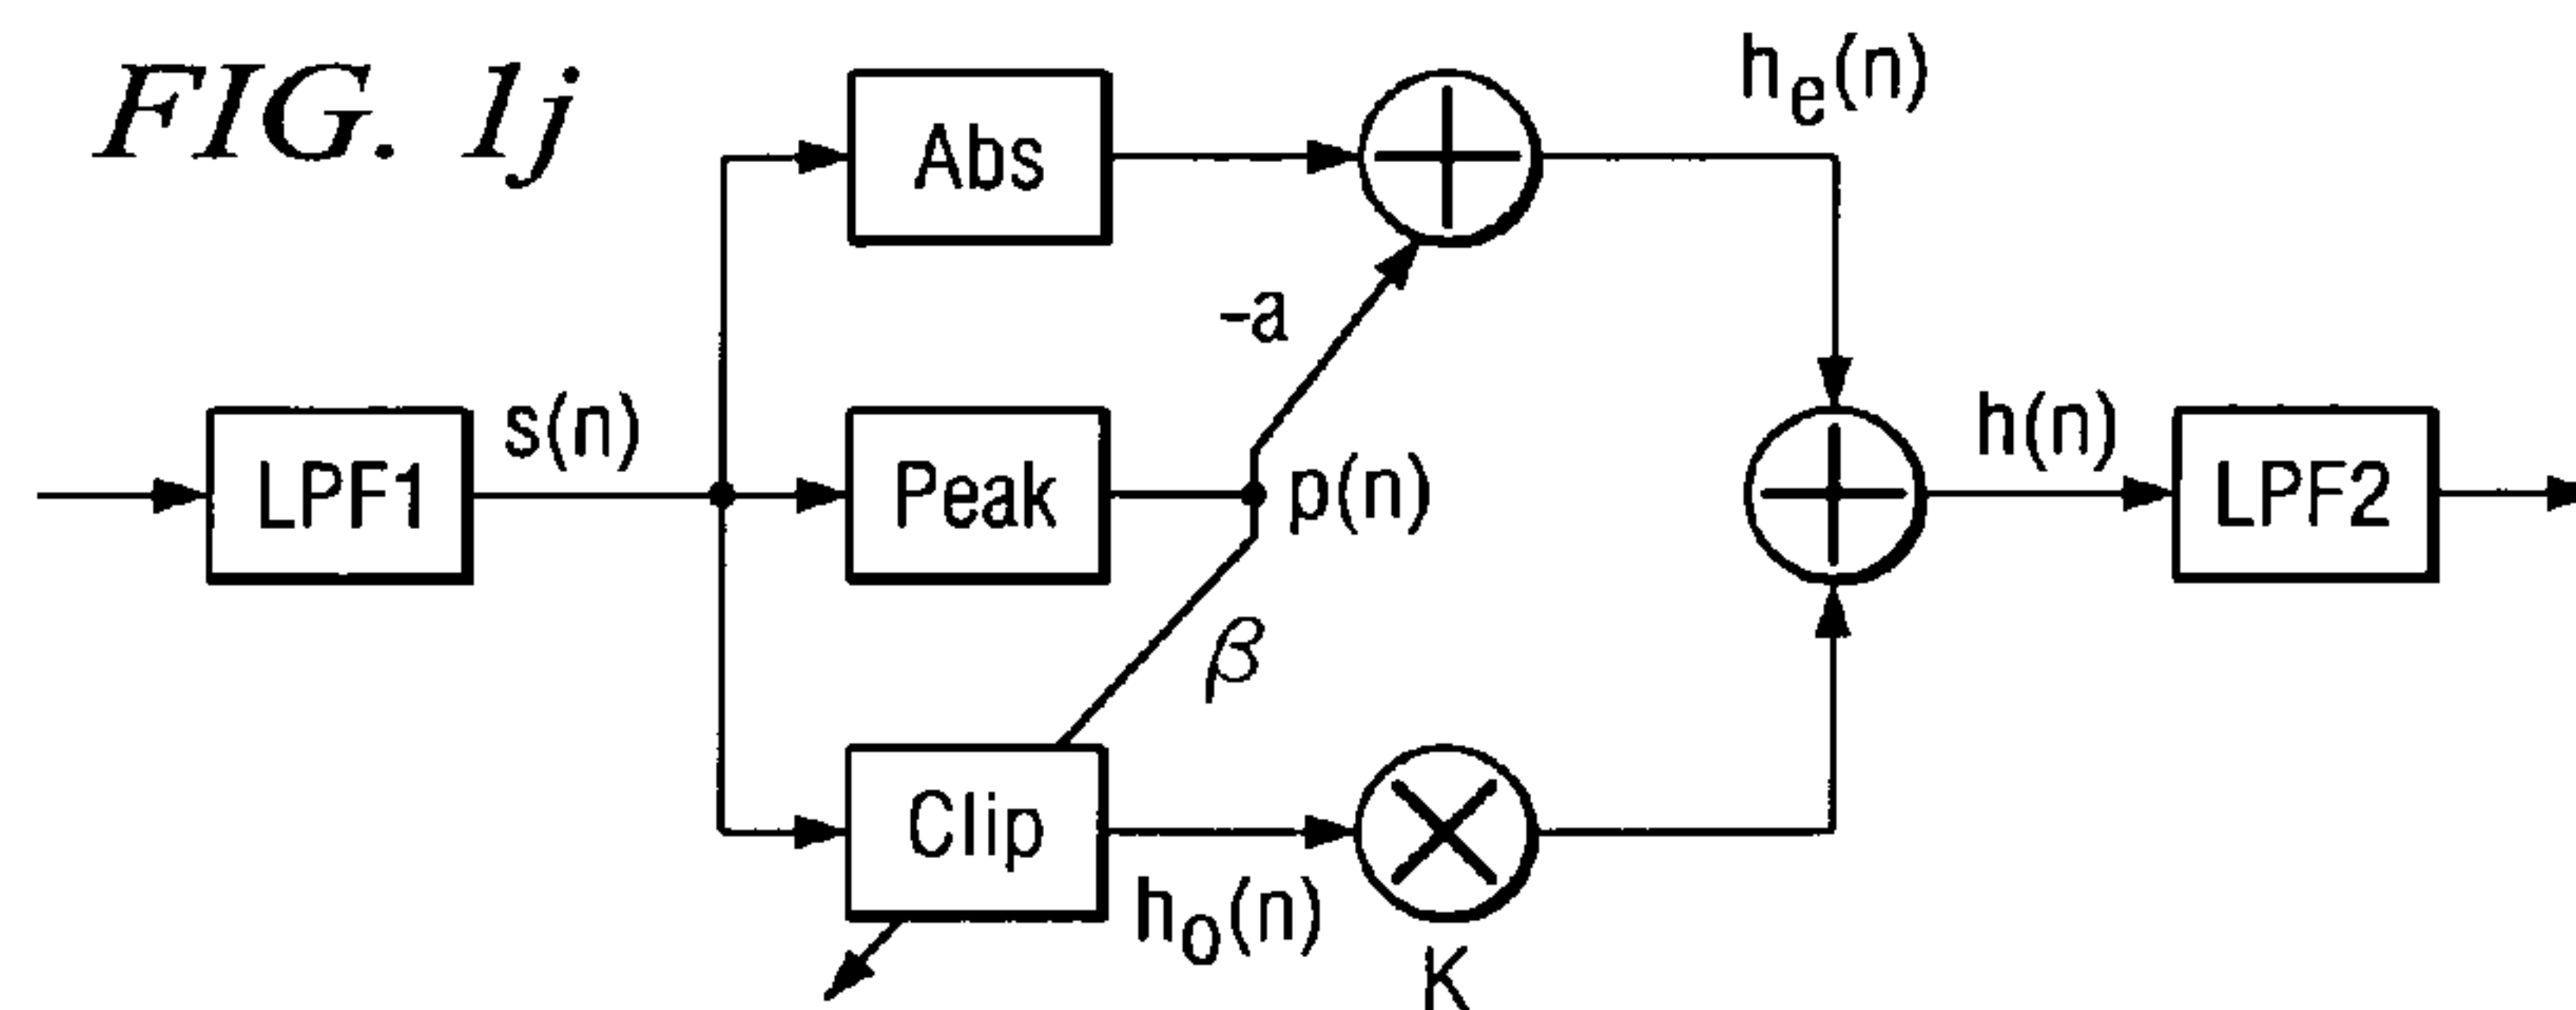 FIG. 1j
Abs
hₑ(n)
-a
LPF1
s(n)
Peak
p(n)
h(n)
LPF2
β
Clip
hₒ(n)
K